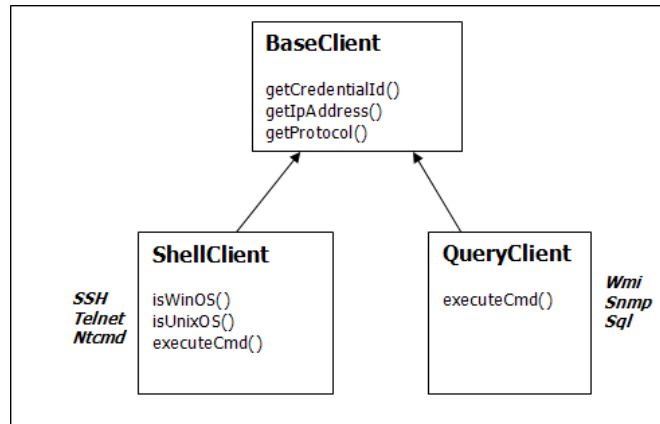 BaseClient
getCredentialId()
getIpAddress()
getProtocol()
ShellClient
isWinOS()
isUnixOS()
executeCmd()
SSH
Telnet
Ntcmd
QueryClient
executeCmd()
Wmi
Snmp
Sql